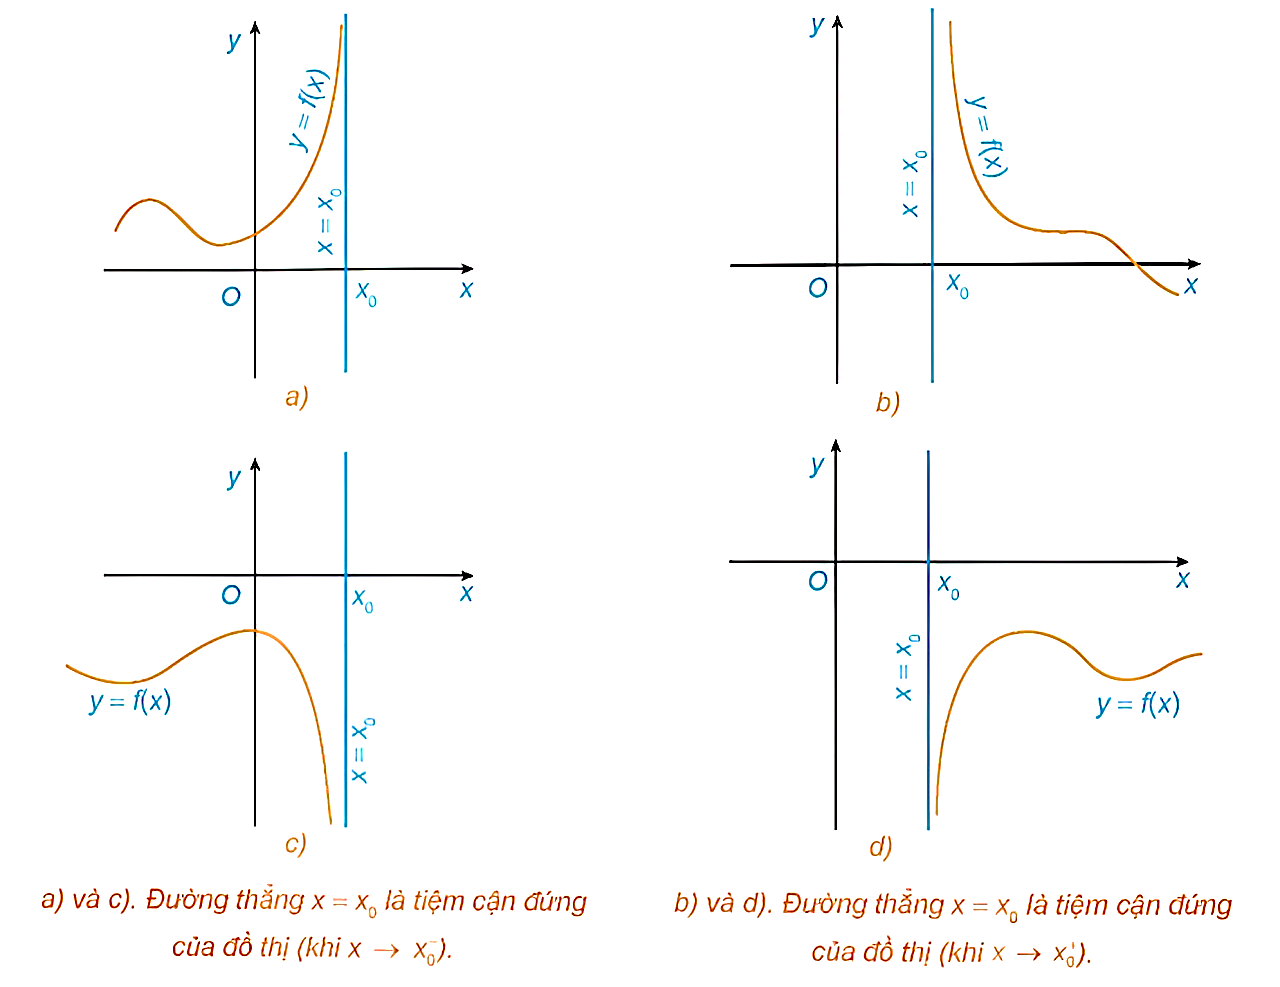 y
y = f(x)
x = x₀
O
x₀
x
a)
y
y = f(x)
x = x₀
O
x₀
x
b)
y
O
x₀
x
y = f(x)
x = x₀
c)
y
O
x₀
x
x = x₀
y = f(x)
d)
a) và c). Đường thẳng x = x₀ là tiệm cận đứng
của đồ thị (khi x → x₀⁻).
b) và d). Đường thẳng x = x₀ là tiệm cận đứng
của đồ thị (khi x → x₀⁺).